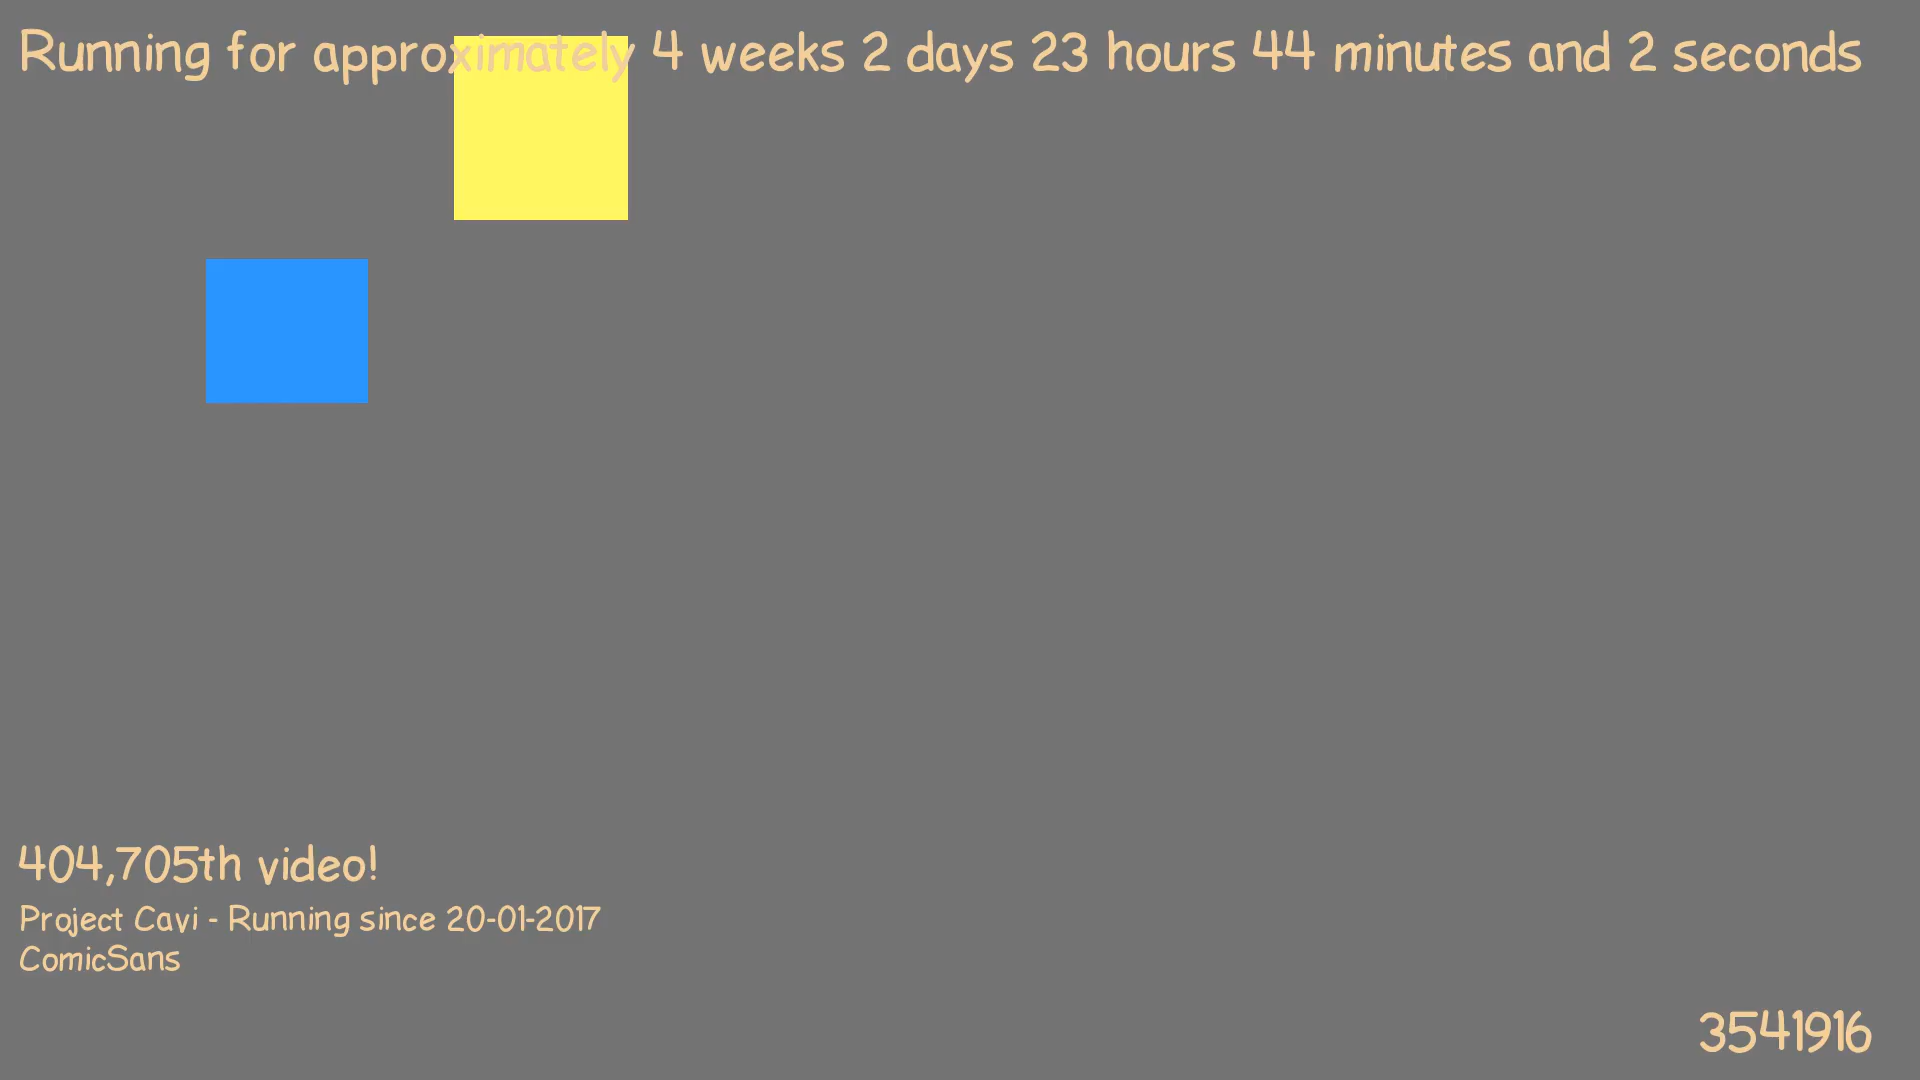 Running for approximately 4 weeks 2 days 23 hours 44 minutes and 2 seconds
404,705th video!
Project Cavi - Running since 20-01-2017
ComicSans
3541916